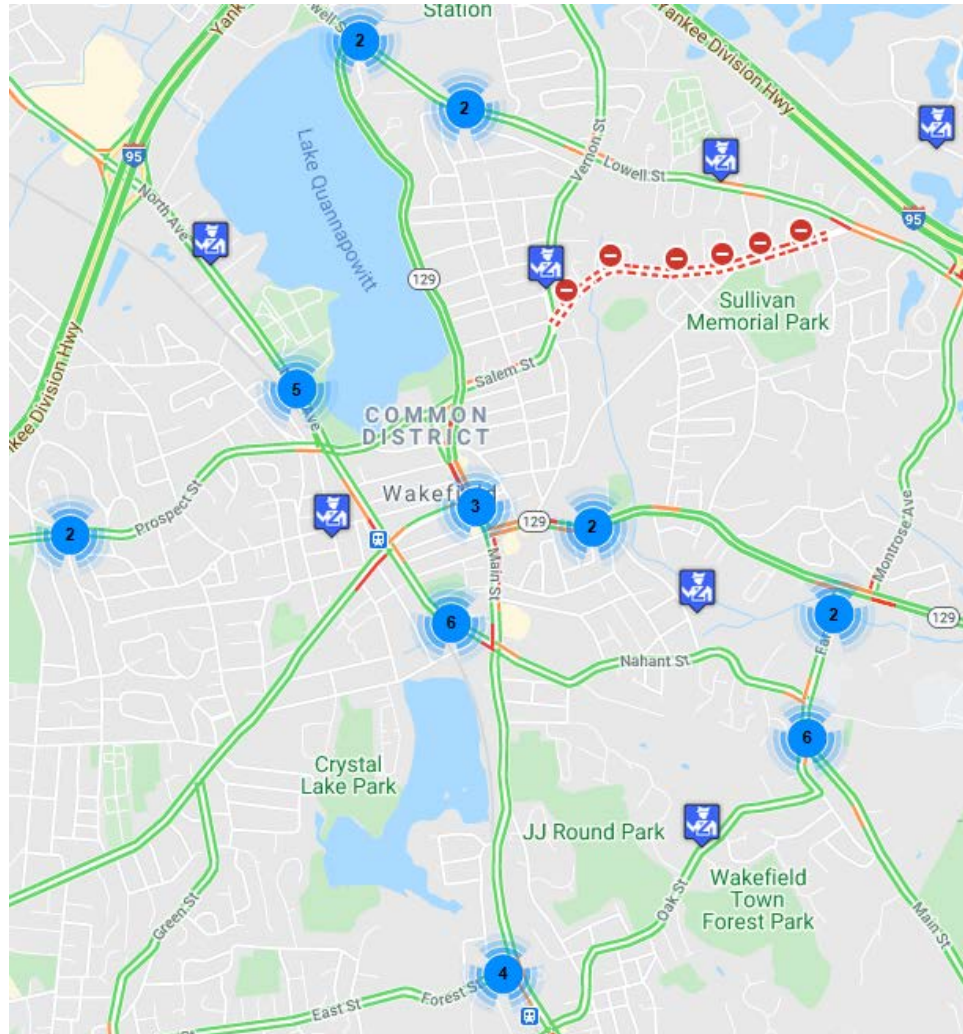 Station
Yankee Division Hwy
2
2
Lake Quannapowitt
Vernon St
Lowell St
95
95
North Ave
129
Sullivan
Memorial Park
Salem St
5
Ave
COMMON
DISTRICT
Division Hwy
Prospect St
Wakefield
3
129
2
2
Main St
Montrose Ave
2
129
6
Nahant St
6
Crystal
Lake Park
JJ Round Park
Wakefield
Town
Forest Park
Oak St
Main St
Green St
4
East St
Forest St